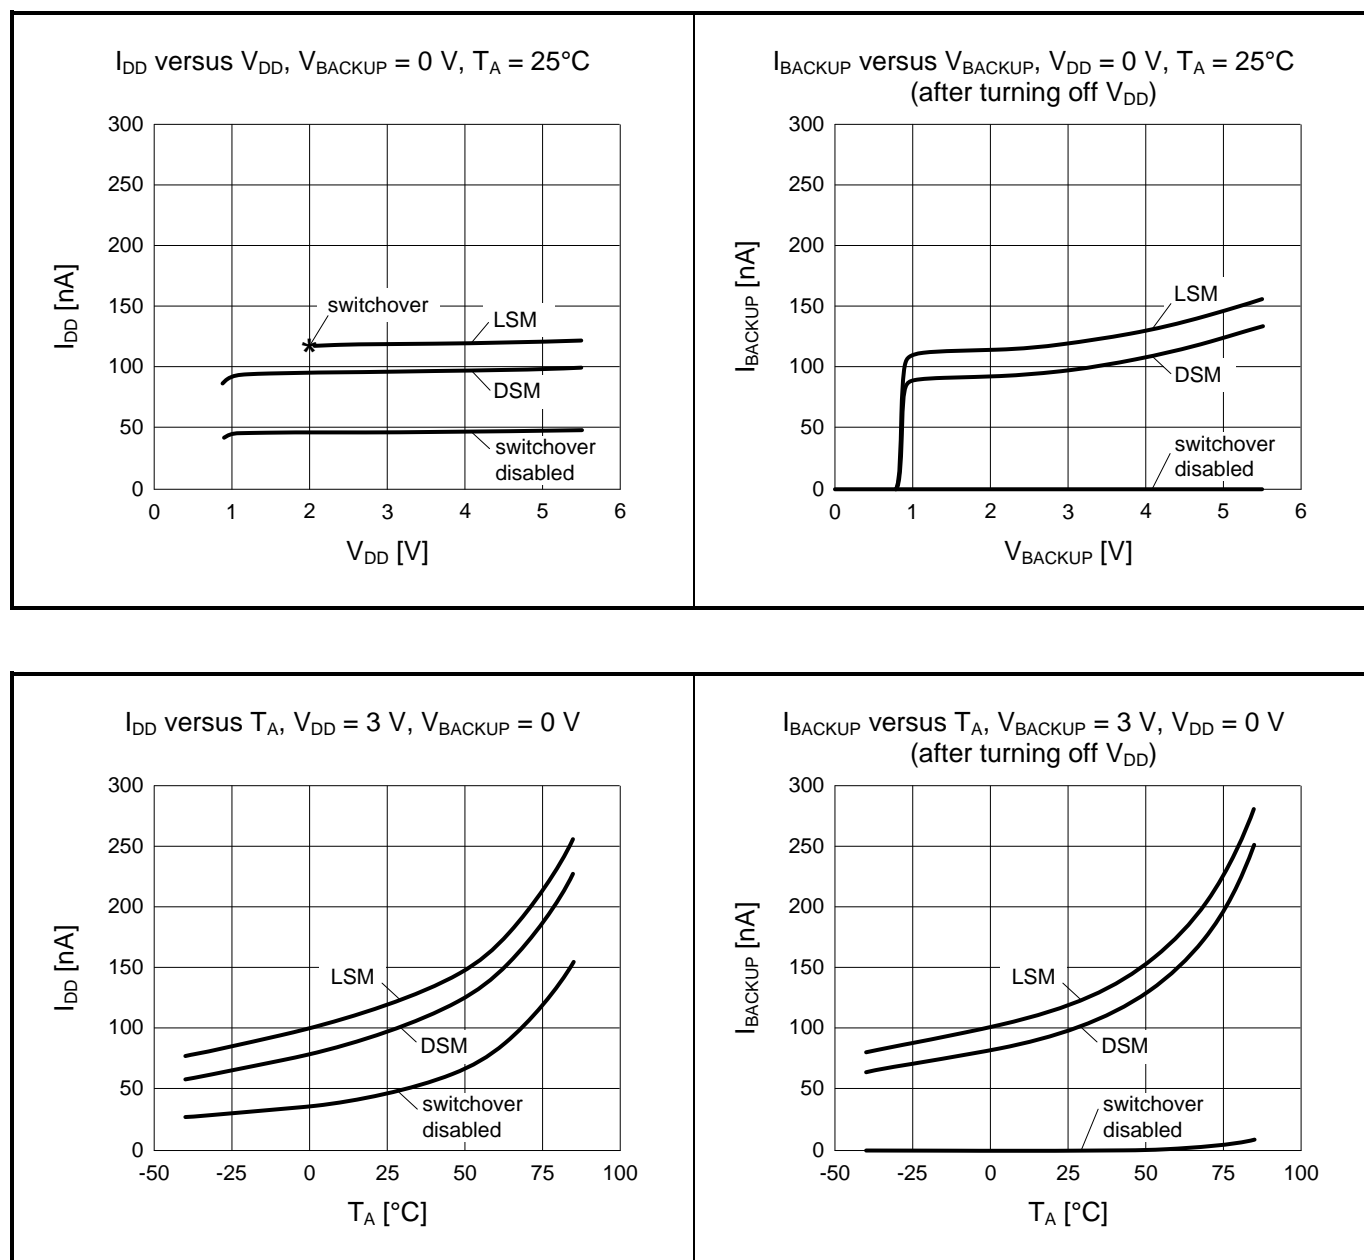 I_DD versus V_DD, V_BACKUP = 0 V, T_A = 25°C
300
250
200
150
100
50
0
0 1 2 3 4 5 6
I_DD [nA]
V_DD [V]
switchover
LSM
DSM
switchover
disabled
I_BACKUP versus V_BACKUP, V_DD = 0 V, T_A = 25°C
(after turning off V_DD)
300
250
200
150
100
50
0
0 1 2 3 4 5 6
I_BACKUP [nA]
V_BACKUP [V]
LSM
DSM
switchover
disabled
I_DD versus T_A, V_DD = 3 V, V_BACKUP = 0 V
300
250
200
150
100
50
0
-50 -25 0 25 50 75 100
I_DD [nA]
T_A [°C]
LSM
DSM
switchover
disabled
I_BACKUP versus T_A, V_BACKUP = 3 V, V_DD = 0 V
(after turning off V_DD)
300
250
200
150
100
50
0
-50 -25 0 25 50 75 100
I_BACKUP [nA]
T_A [°C]
LSM
DSM
switchover
disabled